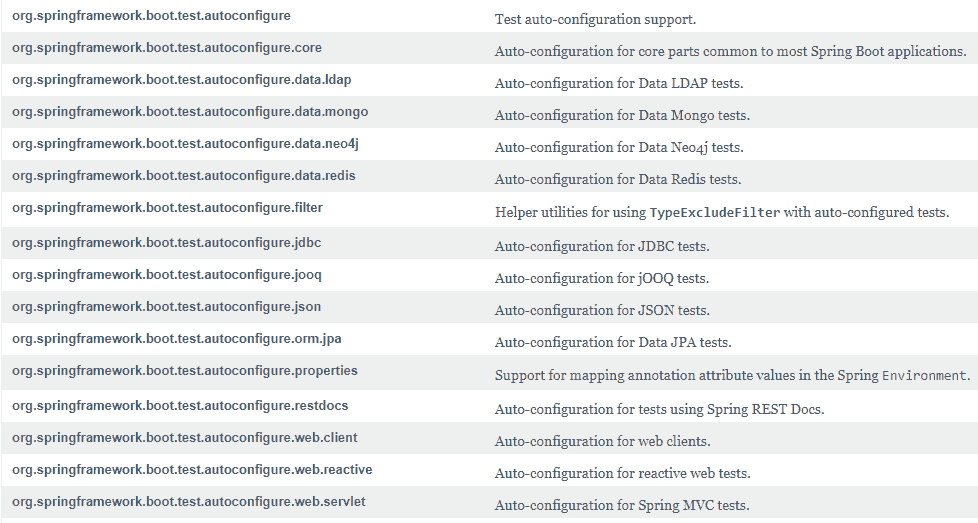 org.springframework.boot.test.autoconfigure Test auto-configuration support.
org.springframework.boot.test.autoconfigure.core Auto-configuration for core parts common to most Spring Boot applications.
org.springframework.boot.test.autoconfigure.data.ldap Auto-configuration for Data LDAP tests.
org.springframework.boot.test.autoconfigure.data.mongo Auto-configuration for Data Mongo tests.
org.springframework.boot.test.autoconfigure.data.neo4j Auto-configuration for Data Neo4j tests.
org.springframework.boot.test.autoconfigure.data.redis Auto-configuration for Data Redis tests.
org.springframework.boot.test.autoconfigure.filter Helper utilities for using TypeExcludeFilter with auto-configured tests.
org.springframework.boot.test.autoconfigure.jdbc Auto-configuration for JDBC tests.
org.springframework.boot.test.autoconfigure.jooq Auto-configuration for jOOQ tests.
org.springframework.boot.test.autoconfigure.json Auto-configuration for JSON tests.
org.springframework.boot.test.autoconfigure.orm.jpa Auto-configuration for Data JPA tests.
org.springframework.boot.test.autoconfigure.properties Support for mapping annotation attribute values in the Spring Environment.
org.springframework.boot.test.autoconfigure.restdocs Auto-configuration for tests using Spring REST Docs.
org.springframework.boot.test.autoconfigure.web.client Auto-configuration for web clients.
org.springframework.boot.test.autoconfigure.web.reactive Auto-configuration for reactive web tests.
org.springframework.boot.test.autoconfigure.web.servlet Auto-configuration for Spring MVC tests.